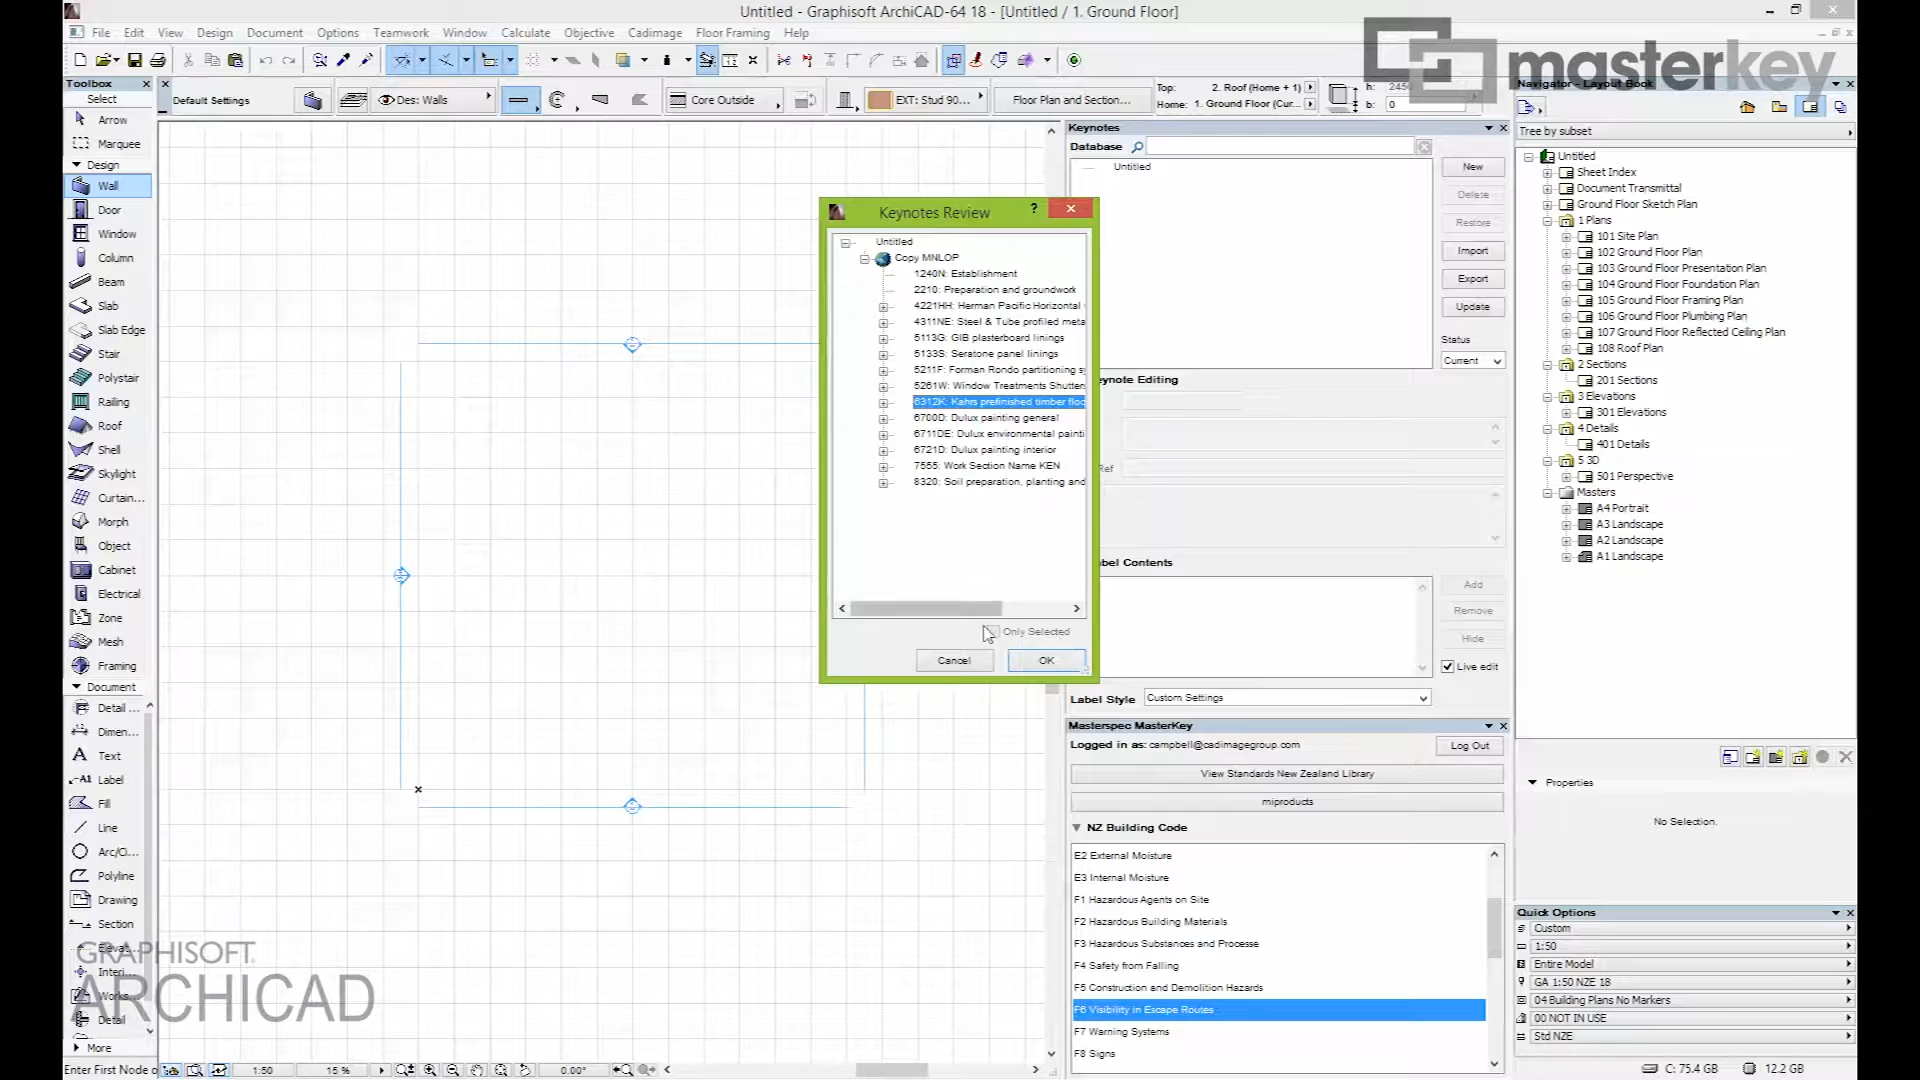 Untitled - Graphisoft ArchiCAD-64 18 - [Untitled / 1. Ground Floor]
File Edit View Design Document Options Teamwork Window Calculate Objective Cadimage Floor Framing Help
masterkey
Toolbox
Select
Default Settings
Des: Walls
Core Outside
EXT: Stud 90...
Floor Plan and Section...
Top: 2. Roof (Home + 1)
Home: 1. Ground Floor (Cur...
h: 2450
b: 0
Arrow
Marquee
Design
Wall
Door
Window
Column
Beam
Slab
Slab Edge
Stair
Polystair
Railing
Roof
Shell
Skylight
Curtain...
Morph
Object
Cabinet
Electrical
Zone
Mesh
Framing
Document
Detail ...
Dimen...
Text
Label
Fill
Line
Arc/Ci...
Polyline
Drawing
Section
Elevat...
Interi...
Works...
Detail
More
GRAPHISOFT.
ARCHICAD
Enter First Node o
1:50
15 %
0.00°
Keynotes Review
?
Untitled
Copy MNLOP
1240N: Establishment
2210: Preparation and groundwork
4221HH: Herman Pacific Horizontal
4311NE: Steel & Tube profiled meta
5113G: GIB plasterboard linings
5133S: Seratone panel linings
5211F: Forman Rondo partitioning s
5261W: Window Treatments Shutters
6312K: Kahrs prefinished timber floo
6700D: Dulux painting general
6711DE: Dulux environmental painti
6721D: Dulux painting interior
7555: Work Section Name KEN
8320: Soil preparation, planting and
Only Selected
Cancel
OK
Keynotes
Database
Untitled
New
Delete
Restore
Import
Export
Update
Status
Current
eynote Editing
Ref
bel Contents
Add
Remove
Hide
Live edit
Label Style
Custom Settings
Masterspec MasterKey
Logged in as: campbell@cadimagegroup.com
Log Out
View Standards New Zealand Library
miproducts
NZ Building Code
E2 External Moisture
E3 Internal Moisture
F1 Hazardous Agents on Site
F2 Hazardous Building Materials
F3 Hazardous Substances and Processe
F4 Safety from Falling
F5 Construction and Demolition Hazards
F6 Visibility in Escape Routes
F7 Warning Systems
F8 Signs
Navigator - Layout Book
Tree by subset
Untitled
Sheet Index
Document Transmittal
Ground Floor Sketch Plan
1 Plans
101 Site Plan
102 Ground Floor Plan
103 Ground Floor Presentation Plan
104 Ground Floor Foundation Plan
105 Ground Floor Framing Plan
106 Ground Floor Plumbing Plan
107 Ground Floor Reflected Ceiling Plan
108 Roof Plan
2 Sections
201 Sections
3 Elevations
301 Elevations
4 Details
401 Details
5 3D
501 Perspective
Masters
A4 Portrait
A3 Landscape
A2 Landscape
A1 Landscape
Properties
No Selection.
Quick Options
Custom
1:50
Entire Model
GA 1:50 NZE 18
04 Building Plans No Markers
00 NOT IN USE
Std NZE
C: 75.4 GB
12.2 GB